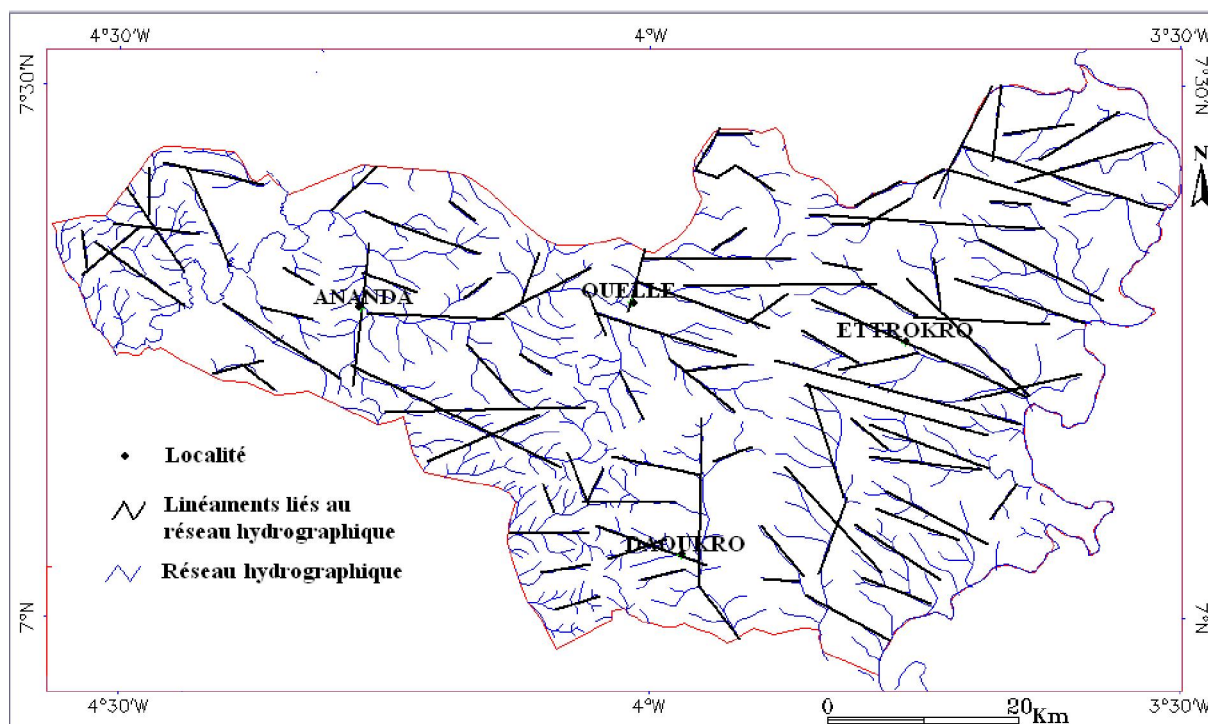 4°30'W 4°W 3°30'W
7°30'N 7°30'N
N
ANANDA
OUELLE
ETTROKRO
Localité
Linéaments liés au
réseau hydrographique
Réseau hydrographique
DAOUKRO
7°N 7°N
4°30'W 4°W 3°30'W
0 20 Km